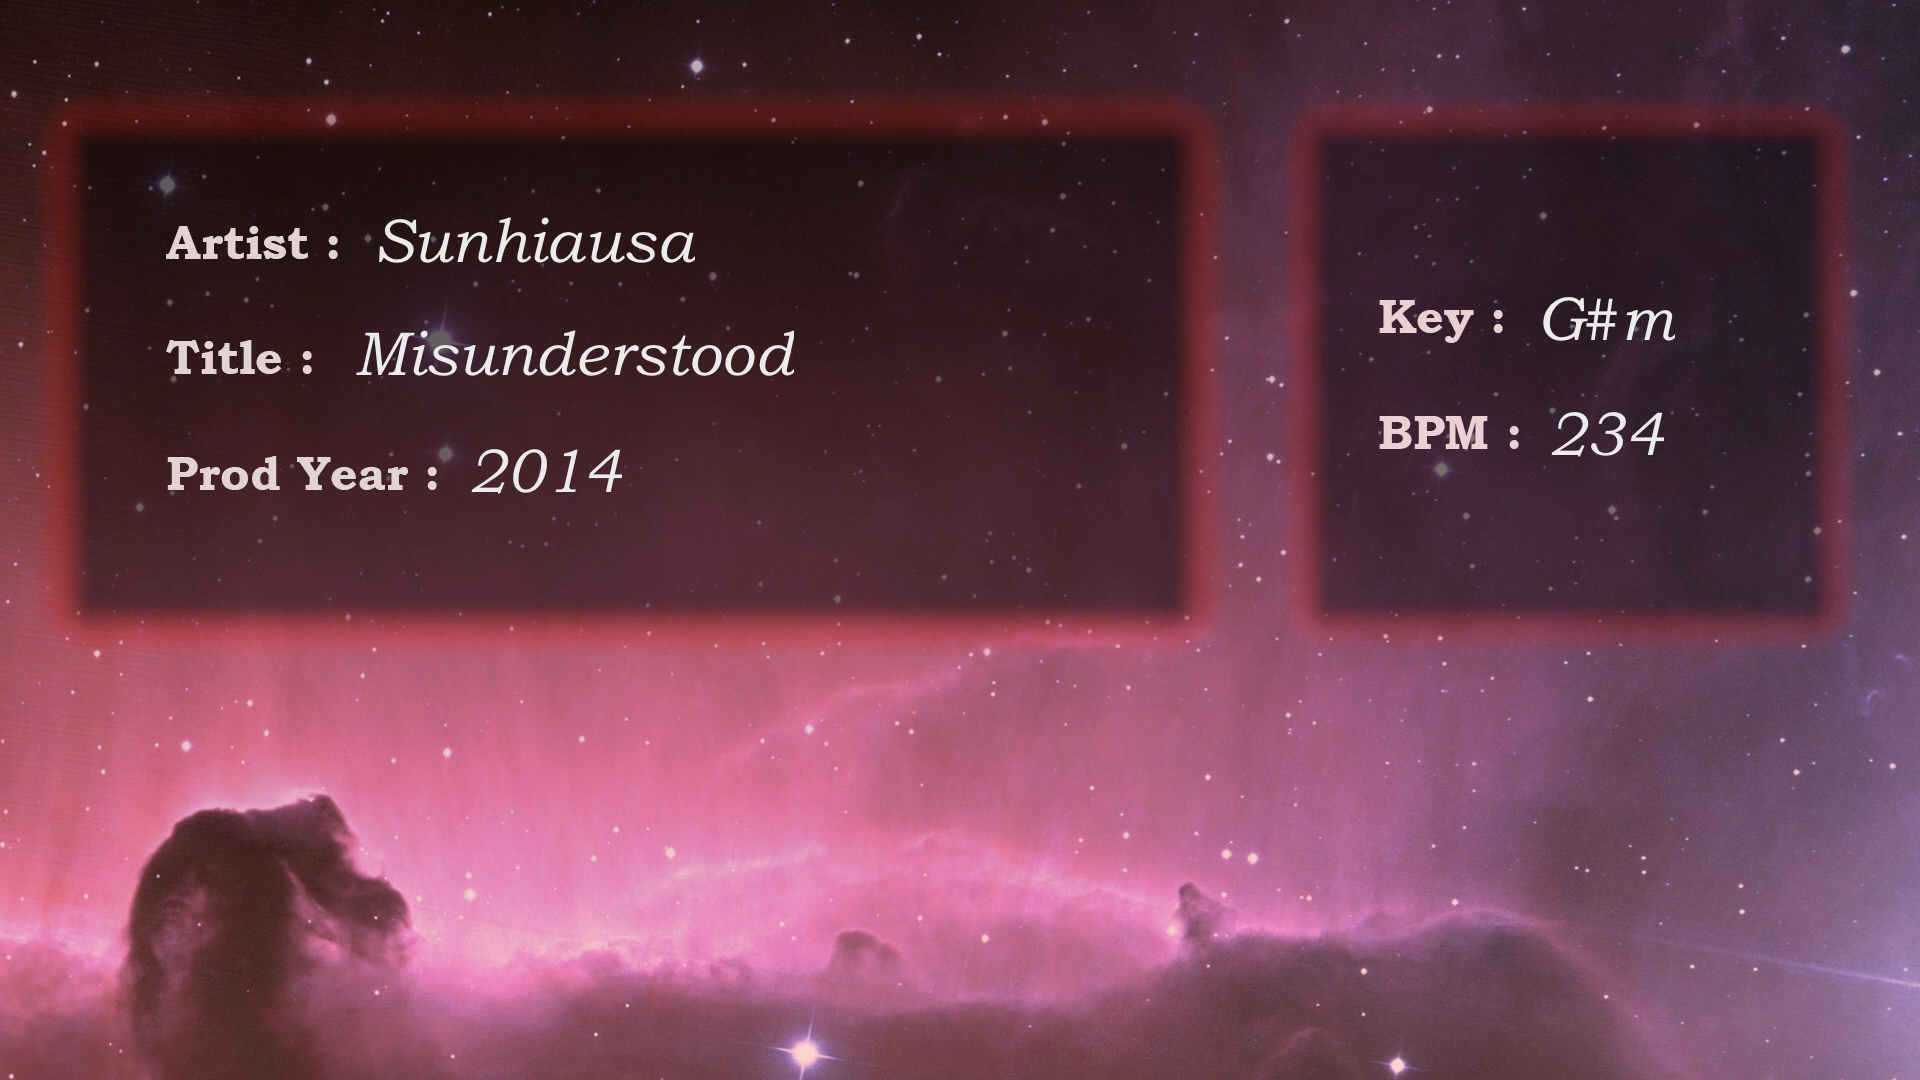 Artist : Sunhiausa
Title : Misunderstood
Prod Year : 2014
Key : G#m
BPM : 234